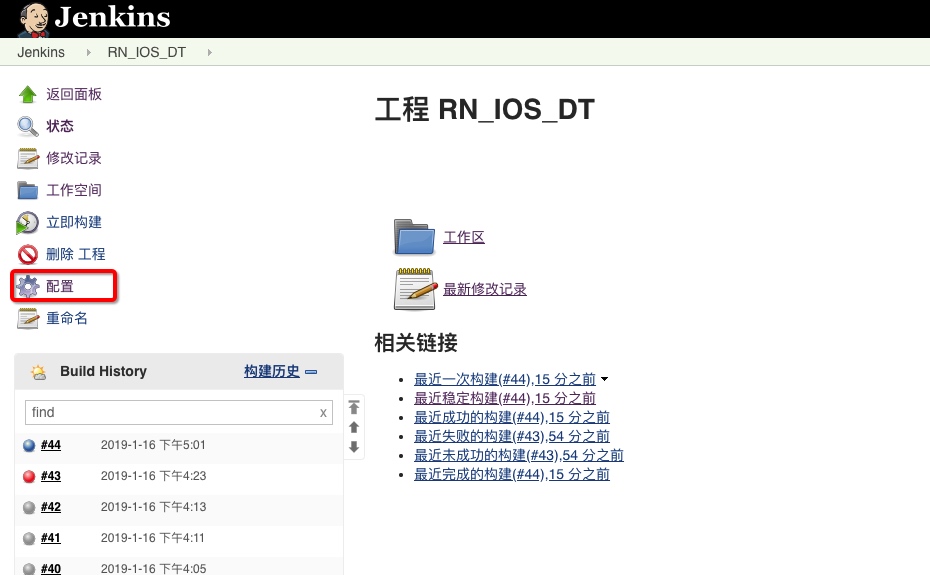 Jenkins
Jenkins RN_IOS_DT
返回面板
状态
修改记录
工作空间
立即构建
删除 工程
配置
重命名
Build History 构建历史
find x
#44 2019-1-16 下午5:01
#43 2019-1-16 下午4:23
#42 2019-1-16 下午4:13
#41 2019-1-16 下午4:11
#40 2019-1-16 下午4:05
工程 RN_IOS_DT
工作区
最新修改记录
相关链接
最近一次构建(#44),15 分之前
最近稳定构建(#44),15 分之前
最近成功的构建(#44),15 分之前
最近失败的构建(#43),54 分之前
最近未成功的构建(#43),54 分之前
最近完成的构建(#44),15 分之前